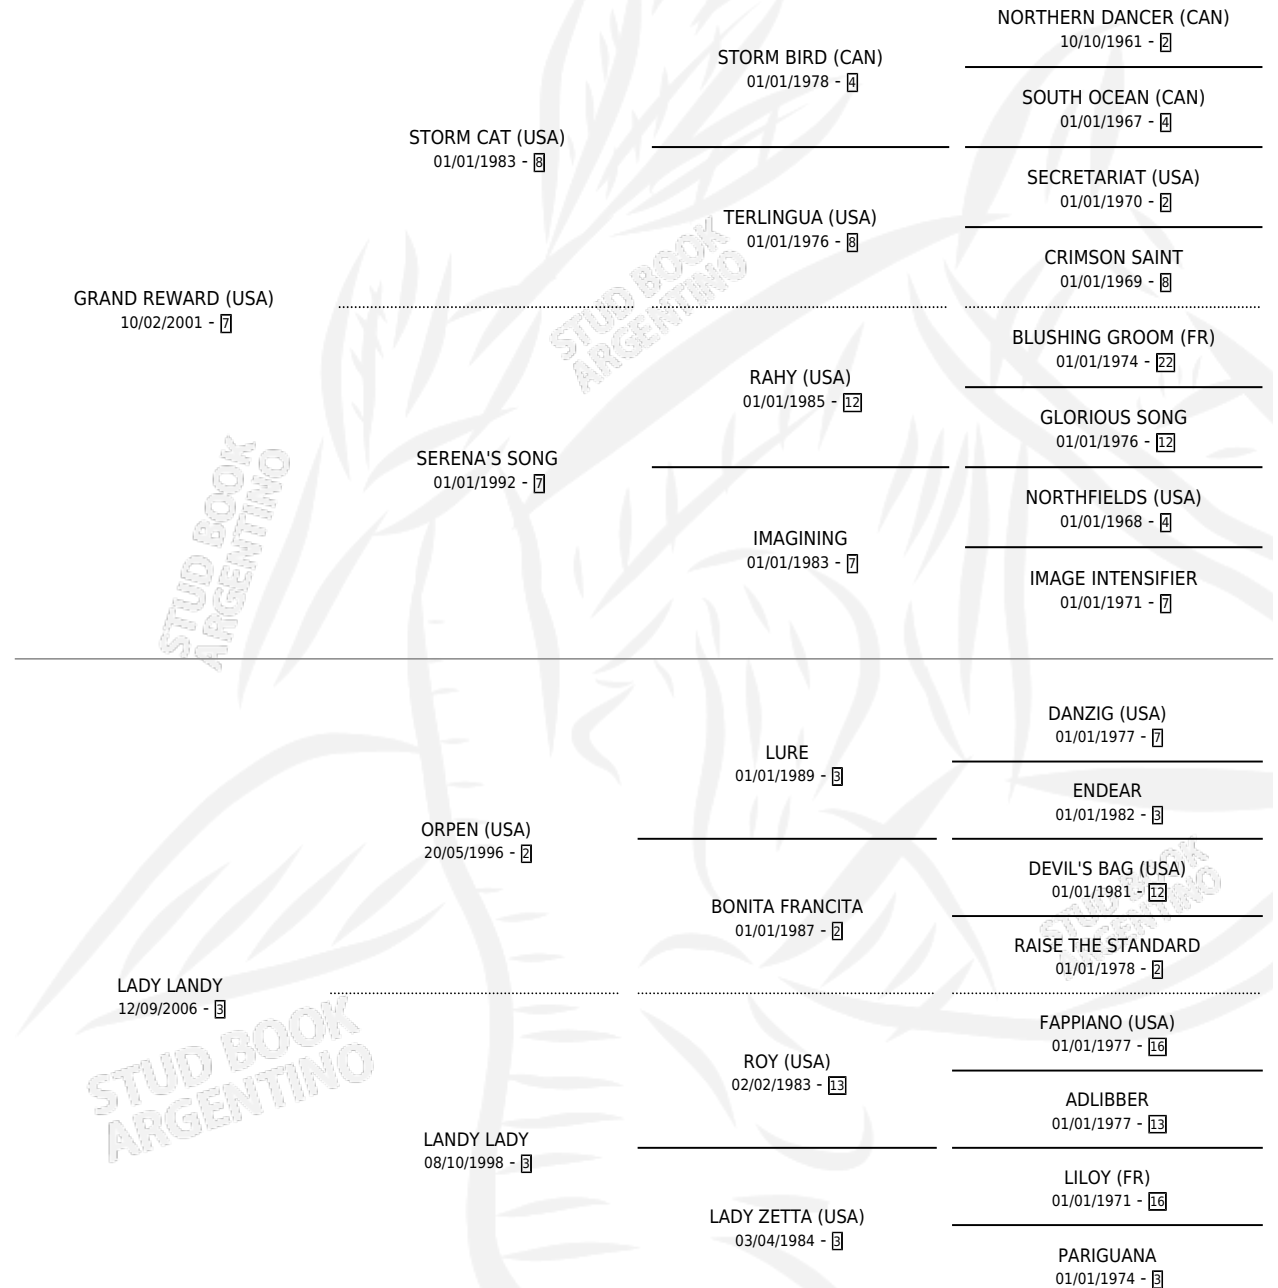 NORTHERN DANCER (CAN)
10/10/1961 - 2
STORM BIRD (CAN)
01/01/1978 - 4
SOUTH OCEAN (CAN)
01/01/1967 - 4
STORM CAT (USA)
01/01/1983 - 8
SECRETARIAT (USA)
01/01/1970 - 2
TERLINGUA (USA)
01/01/1976 - 8
CRIMSON SAINT
01/01/1969 - 8
GRAND REWARD (USA)
10/02/2001 - 7
BLUSHING GROOM (FR)
01/01/1974 - 22
RAHY (USA)
01/01/1985 - 12
GLORIOUS SONG
01/01/1976 - 12
SERENA'S SONG
01/01/1992 - 7
NORTHFIELDS (USA)
01/01/1968 - 4
IMAGINING
01/01/1983 - 7
IMAGE INTENSIFIER
01/01/1971 - 7
DANZIG (USA)
01/01/1977 - 7
LURE
01/01/1989 - 3
ENDEAR
01/01/1982 - 3
ORPEN (USA)
20/05/1996 - 2
DEVIL'S BAG (USA)
01/01/1981 - 12
BONITA FRANCITA
01/01/1987 - 2
RAISE THE STANDARD
01/01/1978 - 2
LADY LANDY
12/09/2006 - 3
FAPPIANO (USA)
01/01/1977 - 16
ROY (USA)
02/02/1983 - 13
ADLIBBER
01/01/1977 - 13
LANDY LADY
08/10/1998 - 3
LILOY (FR)
01/01/1971 - 16
LADY ZETTA (USA)
03/04/1984 - 3
PARIGUANA
01/01/1974 - 3
STUD BOOK
ARGENTINO
STUD BOOK
ARGENTINO
STUD BOOK
ARGENTINO
STUD BOOK
ARGENTINO